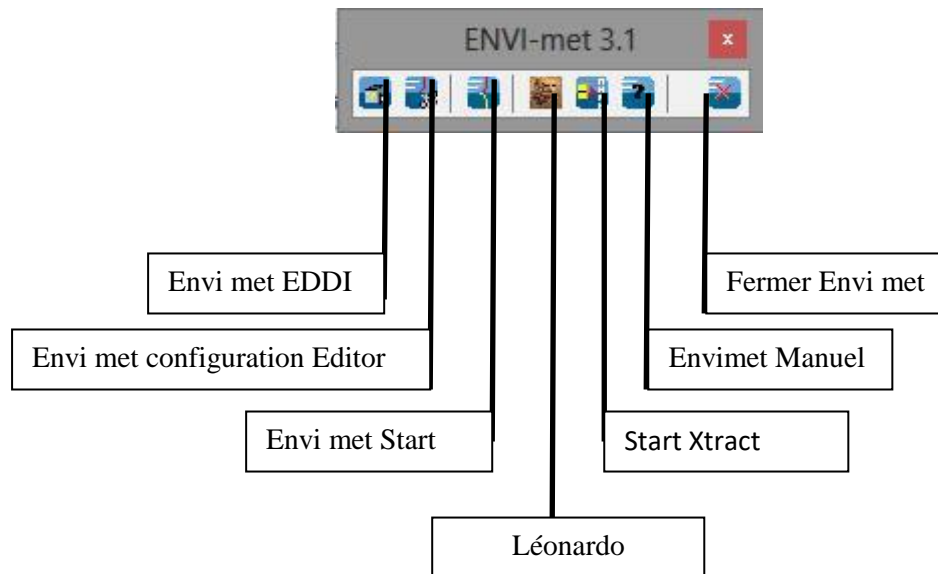 ENVI-met 3.1
x
?
Envi met EDDI
Fermer Envi met
Envi met configuration Editor
Envimet Manuel
Envi met Start
Start Xtract
Léonardo